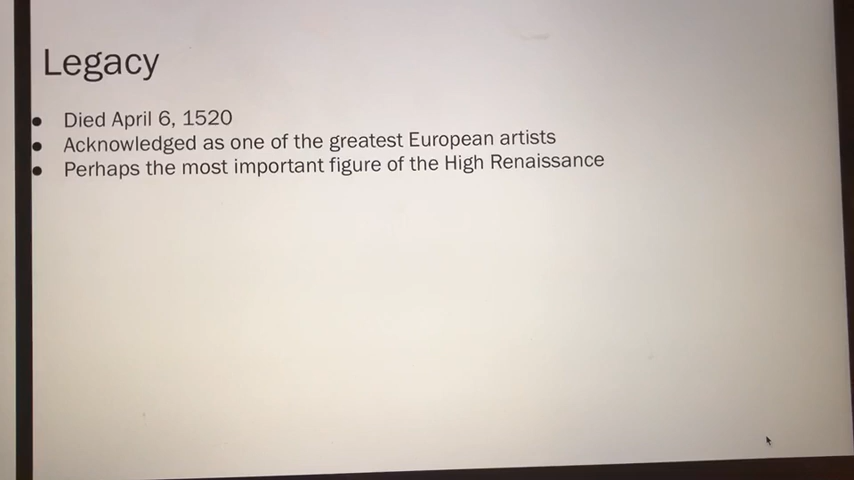 Legacy
● Died April 6, 1520
● Acknowledged as one of the greatest European artists
● Perhaps the most important figure of the High Renaissance